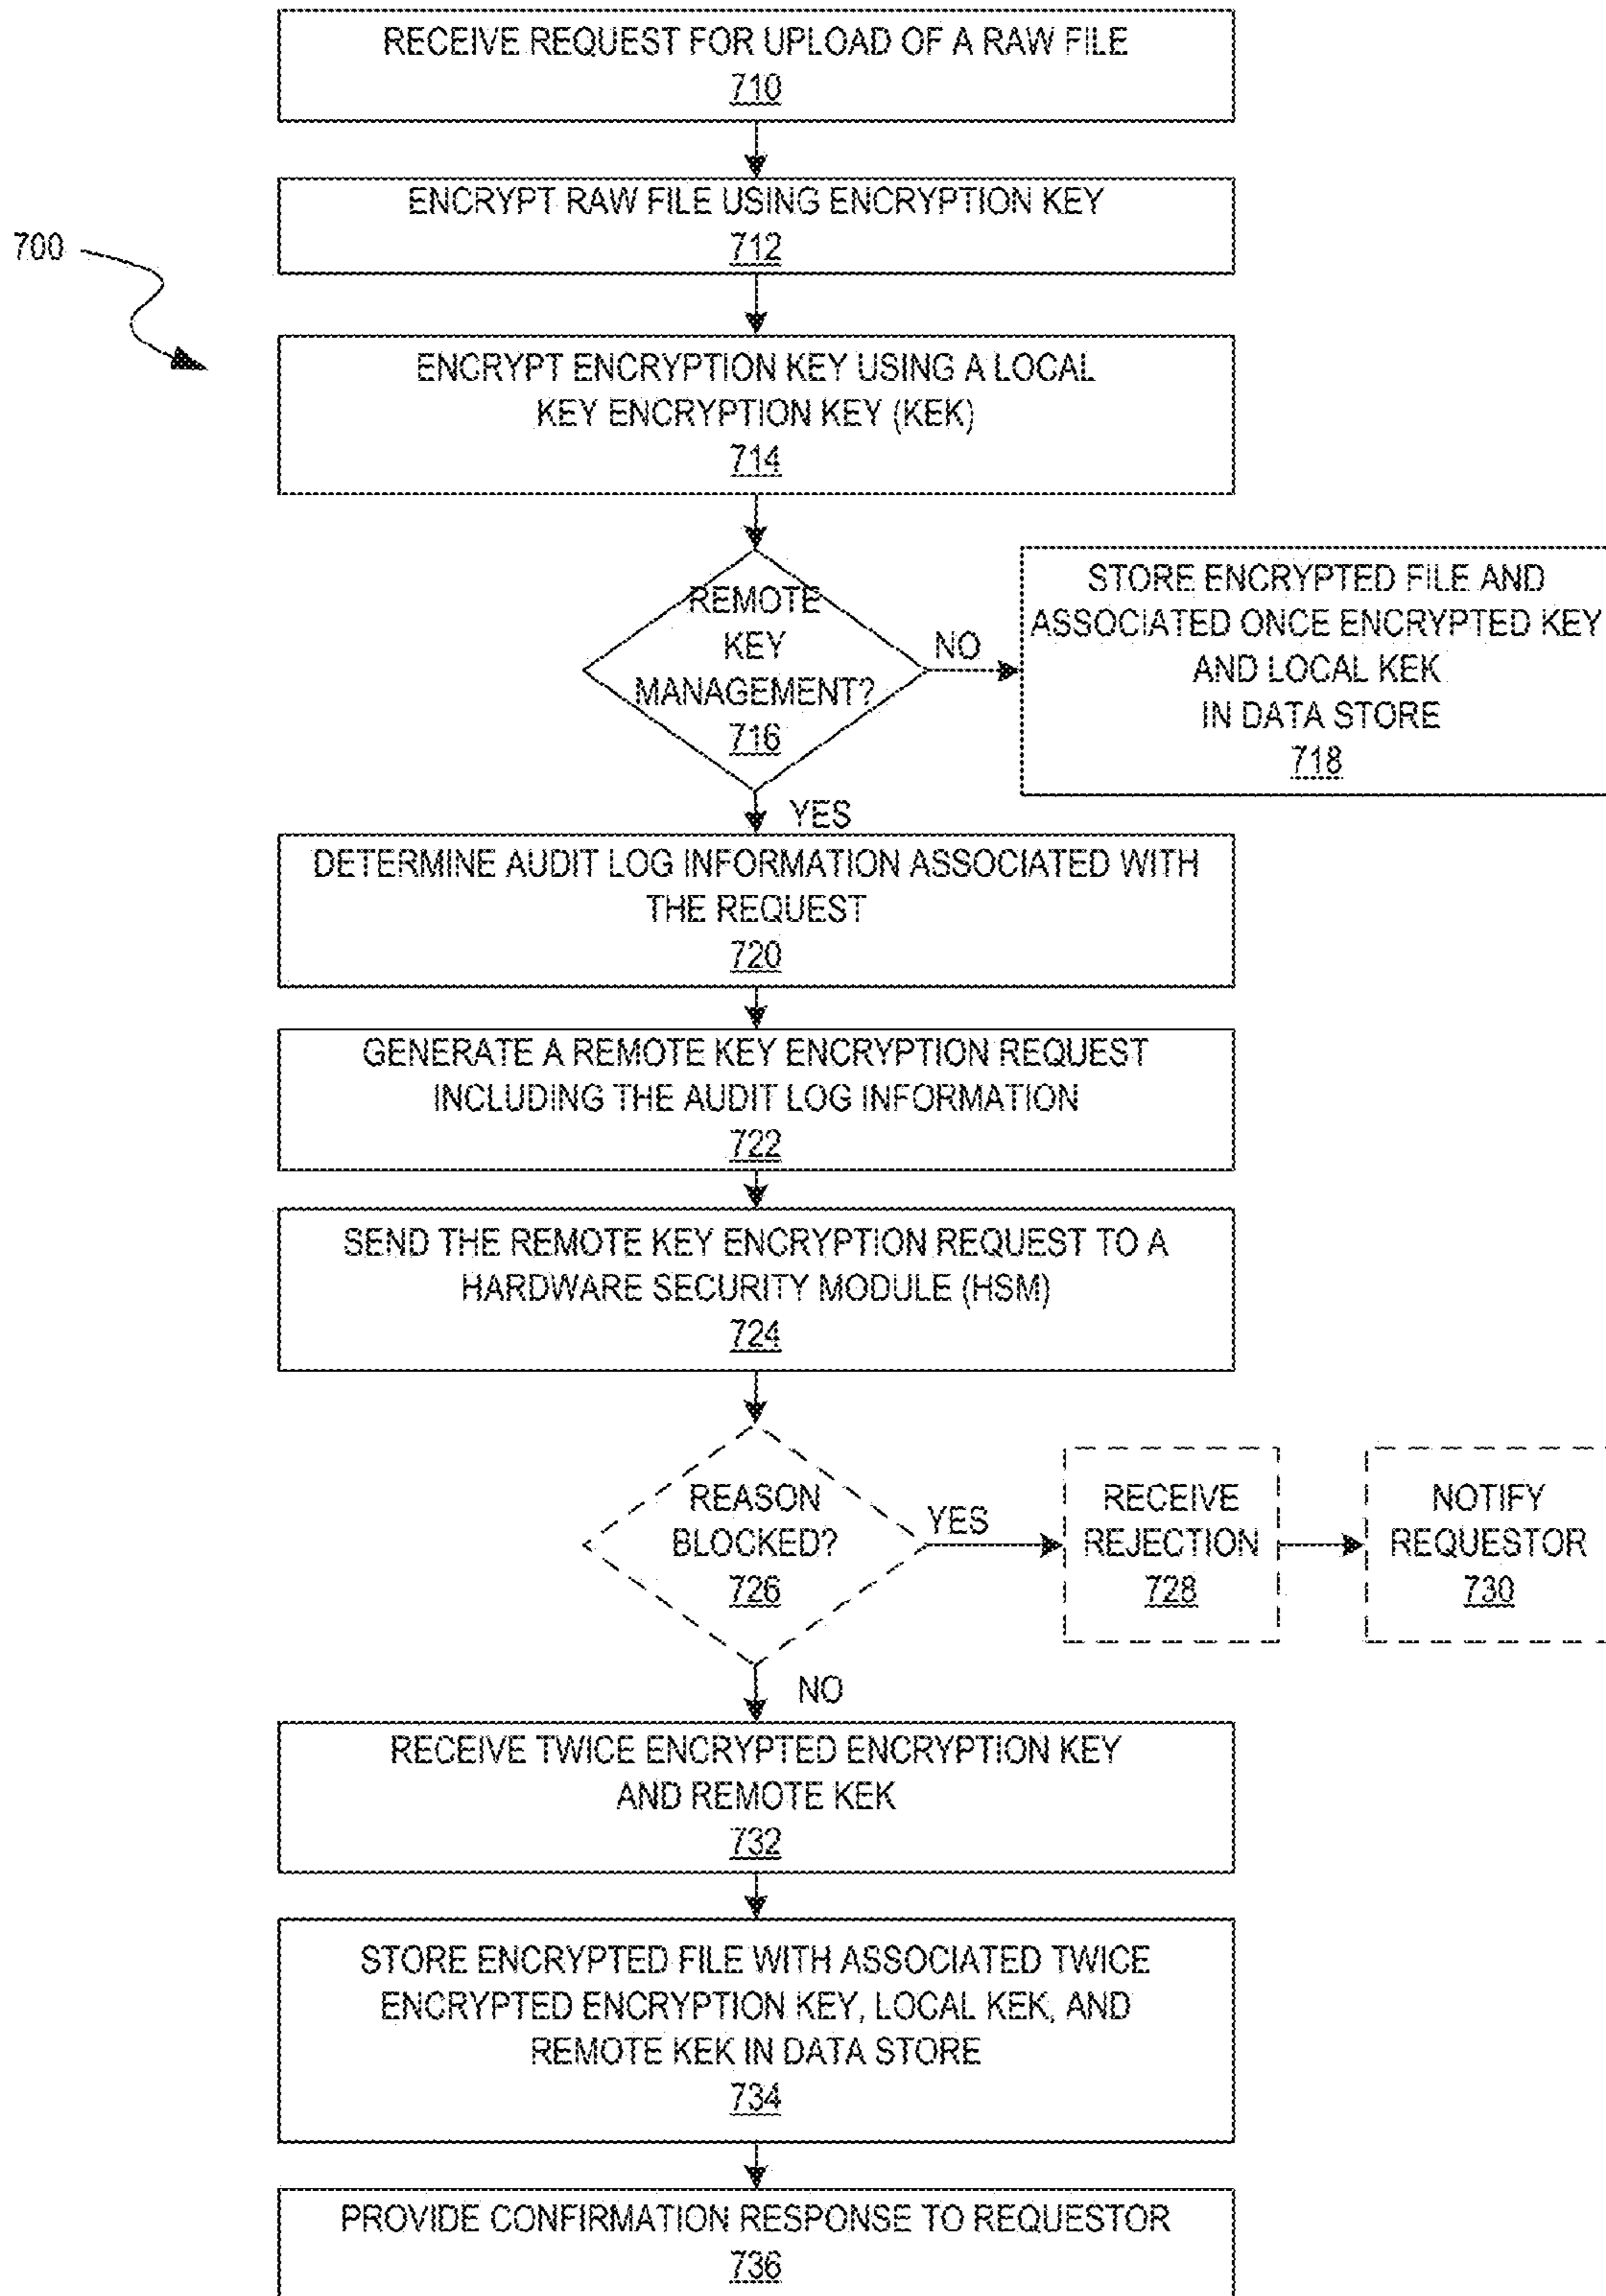 RECEIVE REQUEST FOR UPLOAD OF A RAW FILE
710
ENCRYPT RAW FILE USING ENCRYPTION KEY
712
700
ENCRYPT ENCRYPTION KEY USING A LOCAL
KEY ENCRYPTION KEY (KEK)
714
REMOTE
KEY
MANAGEMENT?
716
NO
STORE ENCRYPTED FILE AND
ASSOCIATED ONCE ENCRYPTED KEY
AND LOCAL KEK
IN DATA STORE
718
YES
DETERMINE AUDIT LOG INFORMATION ASSOCIATED WITH
THE REQUEST
720
GENERATE A REMOTE KEY ENCRYPTION REQUEST
INCLUDING THE AUDIT LOG INFORMATION
722
SEND THE REMOTE KEY ENCRYPTION REQUEST TO A
HARDWARE SECURITY MODULE (HSM)
724
REASON
BLOCKED?
726
YES
RECEIVE
REJECTION
728
NOTIFY
REQUESTOR
730
NO
RECEIVE TWICE ENCRYPTED ENCRYPTION KEY
AND REMOTE KEK
732
STORE ENCRYPTED FILE WITH ASSOCIATED TWICE
ENCRYPTED ENCRYPTION KEY, LOCAL KEK, AND
REMOTE KEK IN DATA STORE
734
PROVIDE CONFIRMATION RESPONSE TO REQUESTOR
736